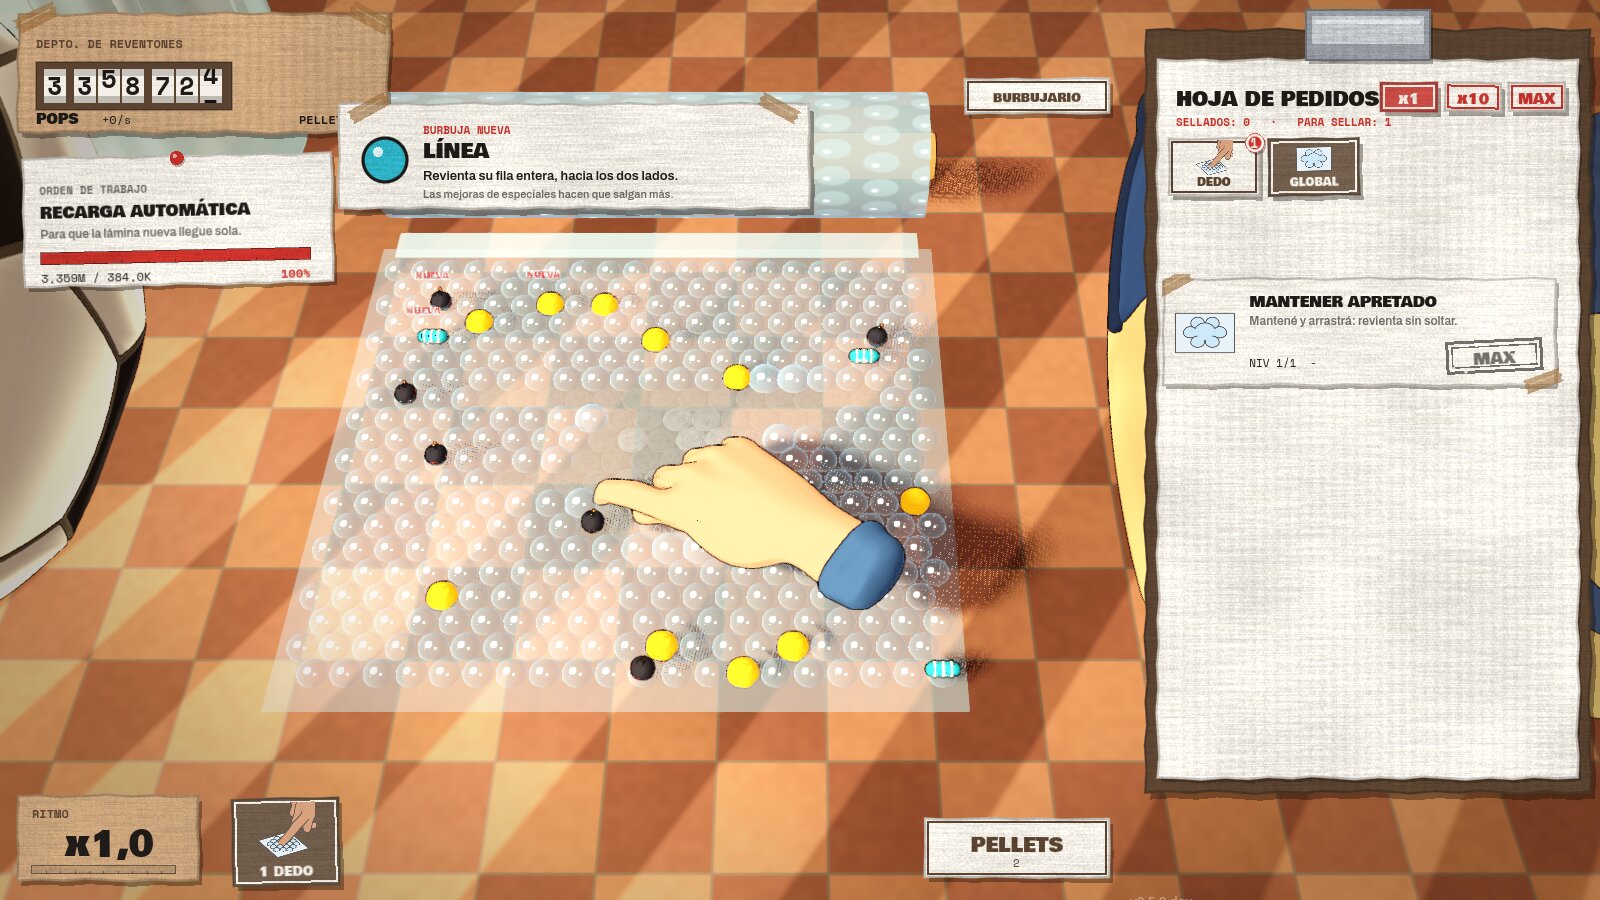 DEPTO. DE REVENTONES
3 358 724
POPS +0/s
BURBUJA NUEVA
LÍNEA
Revienta su fila entera, hacia los dos lados.
Las mejoras de especiales hacen que salgan más.
ORDEN DE TRABAJO
RECARGA AUTOMÁTICA
Para que la lámina nueva llegue sola.
3.359M / 384.0K 100%
BURBUJARIO
HOJA DE PEDIDOS x1 x10 MAX
SELLADOS: 0 · PARA SELLAR: 1
1
DEDO
GLOBAL
MANTENER APRETADO
Mantené y arrastrá: revienta sin soltar.
NIV 1/1 -
MAX
NUEVA
NUEVA
NUEVA
RITMO
x1,0
1 DEDO
PELLETS
2